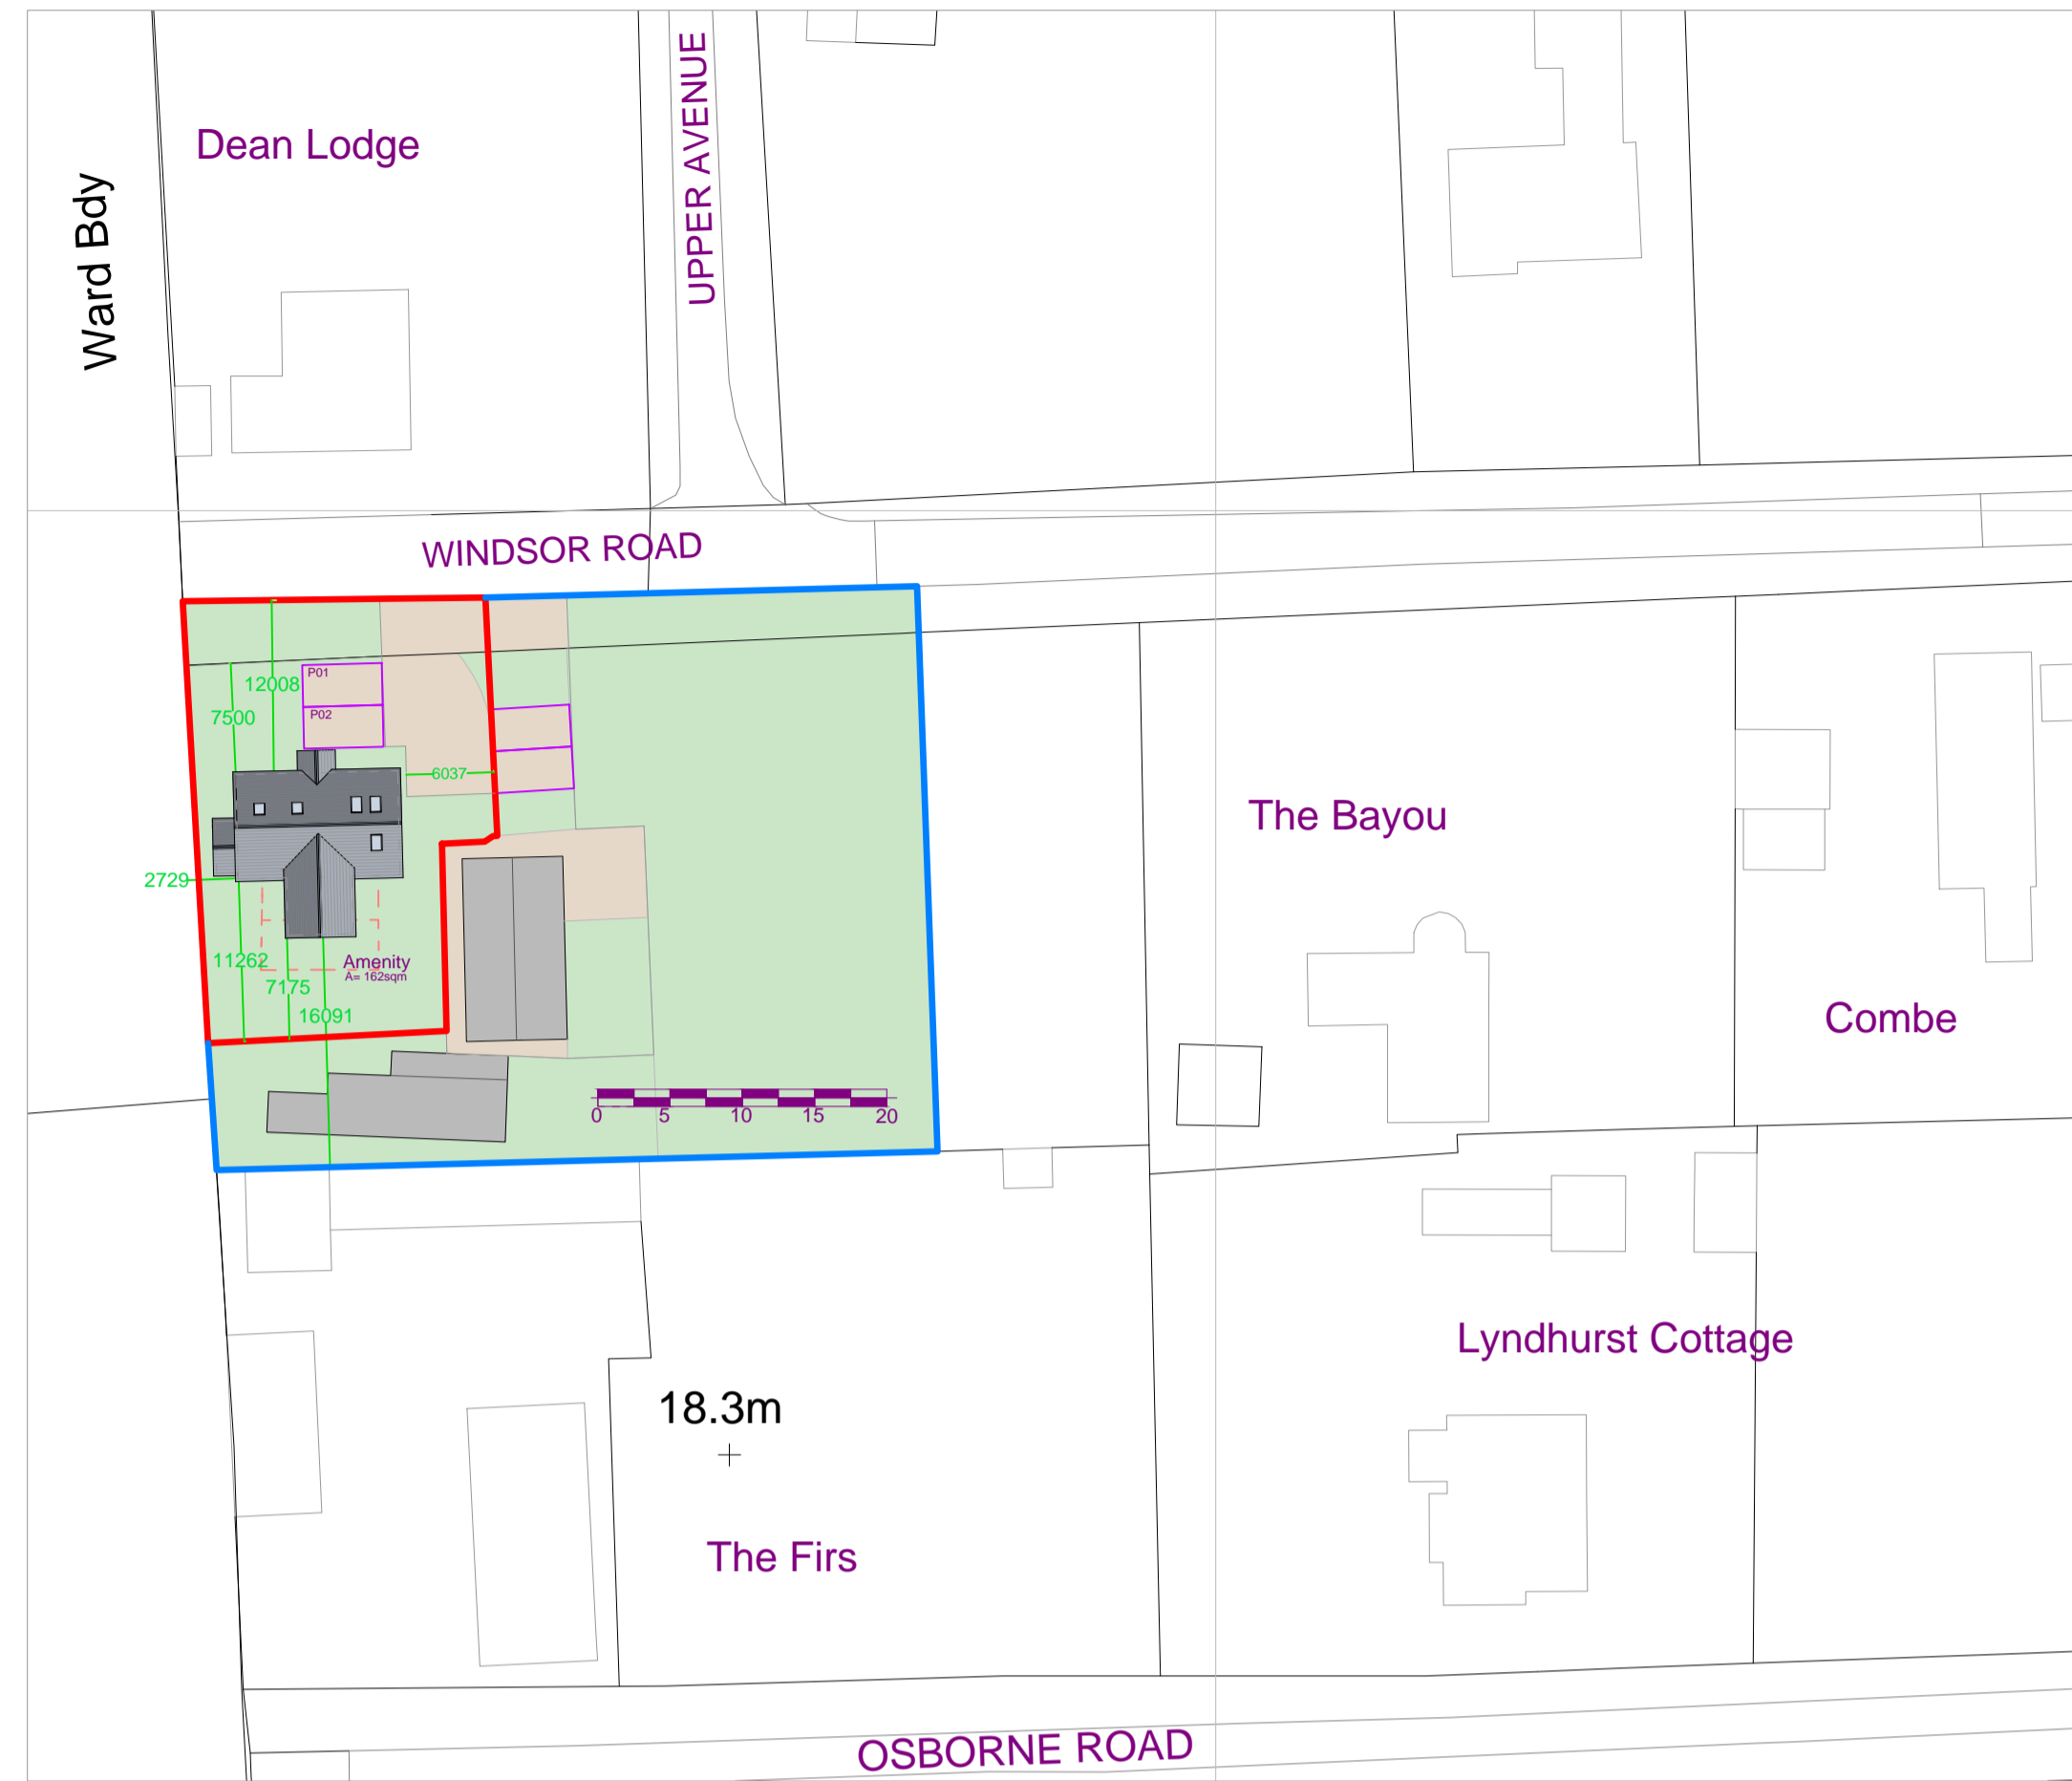 UPPER AVENUE
Dean Lodge
Ward Bdy
WINDSOR ROAD
P01
12008
P02
7500
6037
The Bayou
2729
11262
Amenity
A= 162sqm
7175
16091
Combe
0 5 10 15 20
Lyndhurst Cottage
18.3m
The Firs
OSBORNE ROAD